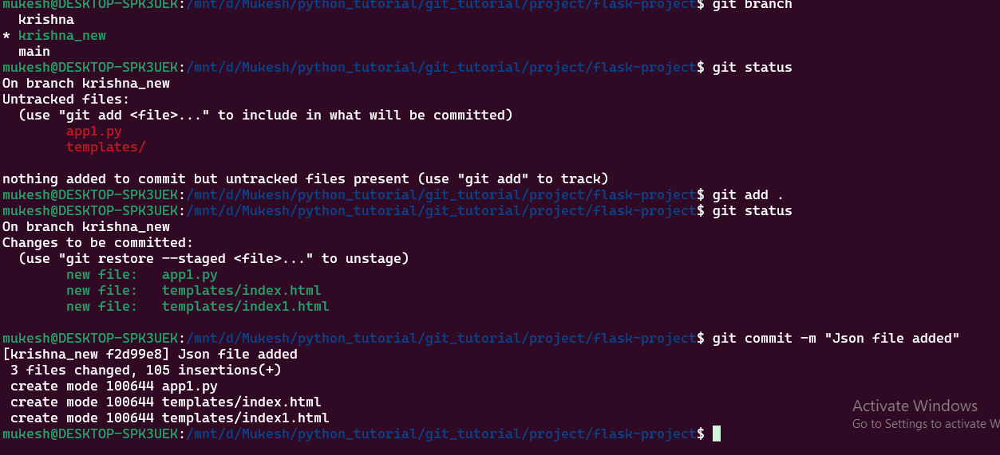 mukesh@DESKTOP-SPK3UEK:/mnt/d/Mukesh/python_tutorial/git_tutorial/project/flask-project$ git branch
  krishna
* krishna_new
  main
mukesh@DESKTOP-SPK3UEK:/mnt/d/Mukesh/python_tutorial/git_tutorial/project/flask-project$ git status
On branch krishna_new
Untracked files:
  (use "git add <file>..." to include in what will be committed)
        app1.py
        templates/

nothing added to commit but untracked files present (use "git add" to track)
mukesh@DESKTOP-SPK3UEK:/mnt/d/Mukesh/python_tutorial/git_tutorial/project/flask-project$ git add .
mukesh@DESKTOP-SPK3UEK:/mnt/d/Mukesh/python_tutorial/git_tutorial/project/flask-project$ git status
On branch krishna_new
Changes to be committed:
  (use "git restore --staged <file>..." to unstage)
        new file:   app1.py
        new file:   templates/index.html
        new file:   templates/index1.html

mukesh@DESKTOP-SPK3UEK:/mnt/d/Mukesh/python_tutorial/git_tutorial/project/flask-project$ git commit -m "Json file added"
[krishna_new f2d99e8] Json file added
 3 files changed, 105 insertions(+)
 create mode 100644 app1.py
 create mode 100644 templates/index.html
 create mode 100644 templates/index1.html
mukesh@DESKTOP-SPK3UEK:/mnt/d/Mukesh/python_tutorial/git_tutorial/project/flask-project$
Activate Windows
Go to Settings to activate W